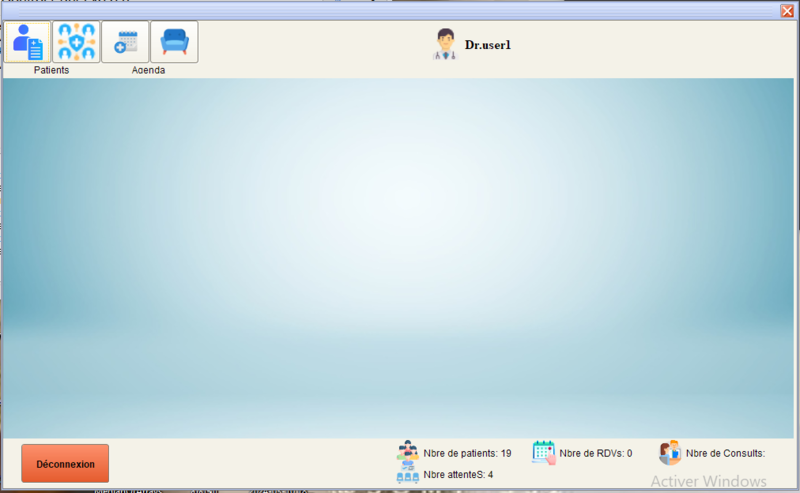 Dr.user1
Patients
Agenda
Déconnexion
Nbre de patients: 19
Nbre de RDVs: 0
Nbre de Consults:
Nbre attenteS: 4
Activer Windows